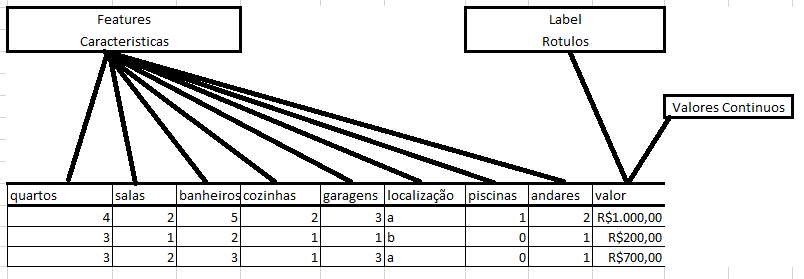 Features
Caracteristicas
Label
Rotulos
Valores Continuos
quartos salas banheiros cozinhas garagens localização piscinas andares valor
4 2 5 2 3 a 1 2 R$1.000,00
3 1 2 1 1 b 0 1 R$200,00
3 2 3 1 3 a 0 1 R$700,00